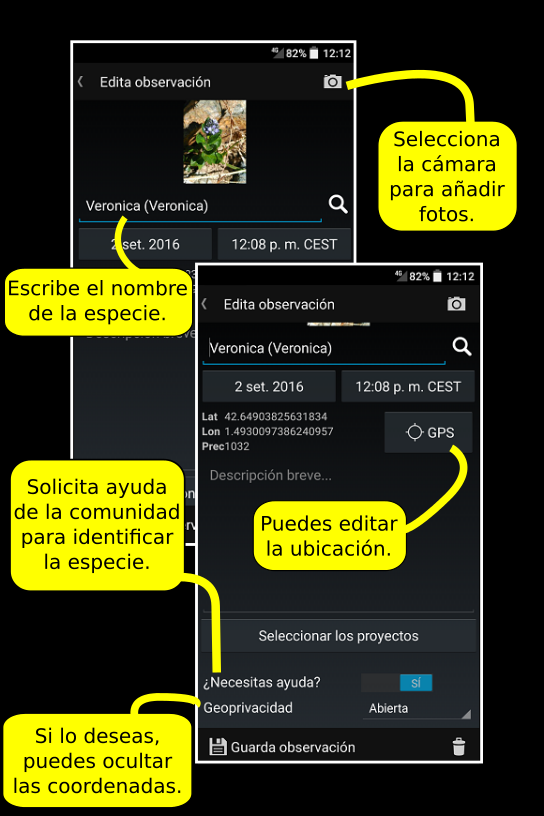 4G 82% 12:12
Edita observación
Selecciona
la cámara
para añadir
fotos.
Veronica (Veronica)
2 set. 2016
12:08 p. m. CEST
Escribe el nombre
de la especie.
4G 82% 12:12
Edita observación
Veronica (Veronica)
2 set. 2016
12:08 p. m. CEST
Lat 42.64903825631834
Lon 1.4930097386240957
Prec1032
GPS
Descripción breve...
Solicita ayuda
de la comunidad
para identificar
la especie.
Puedes editar
la ubicación.
Seleccionar los proyectos
¿Necesitas ayuda?
SÍ
Geoprivacidad
Abierta
Si lo deseas,
puedes ocultar
las coordenadas.
Guarda observación